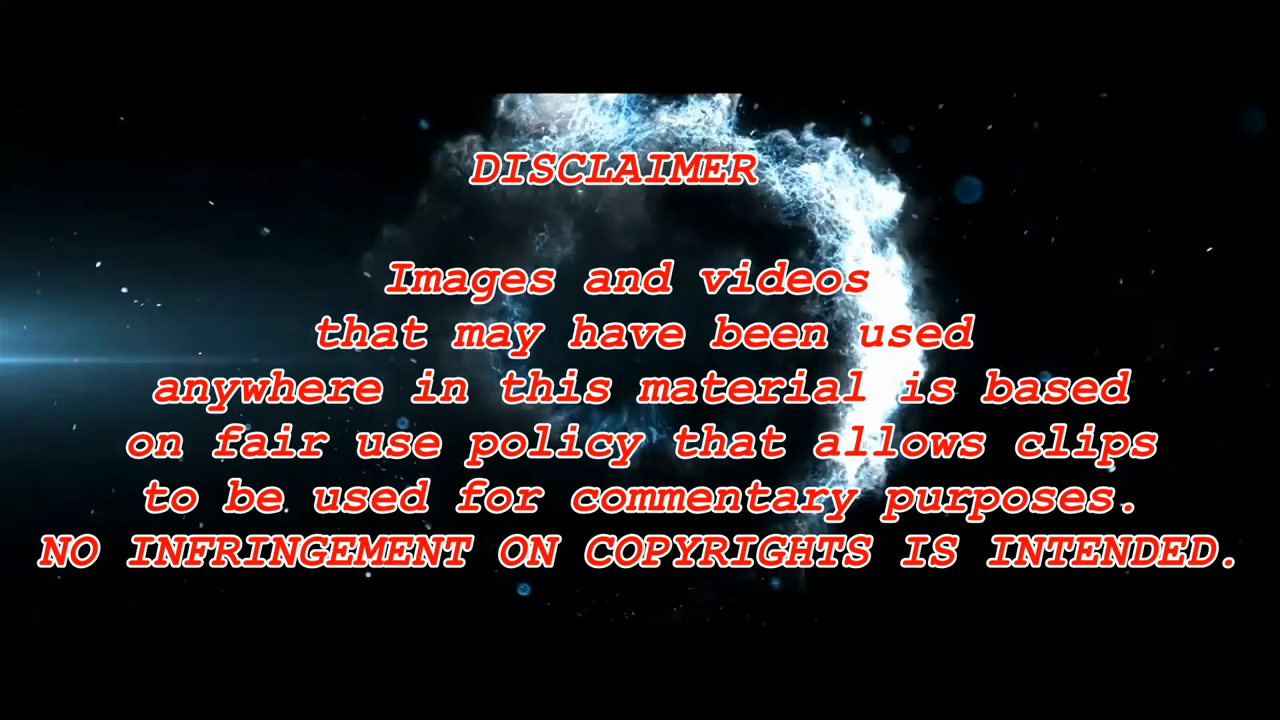 DISCLAIMER
Images and videos
that may have been used
anywhere in this material is based
on fair use policy that allows clips
to be used for commentary purposes.
NO INFRINGEMENT ON COPYRIGHTS IS INTENDED.